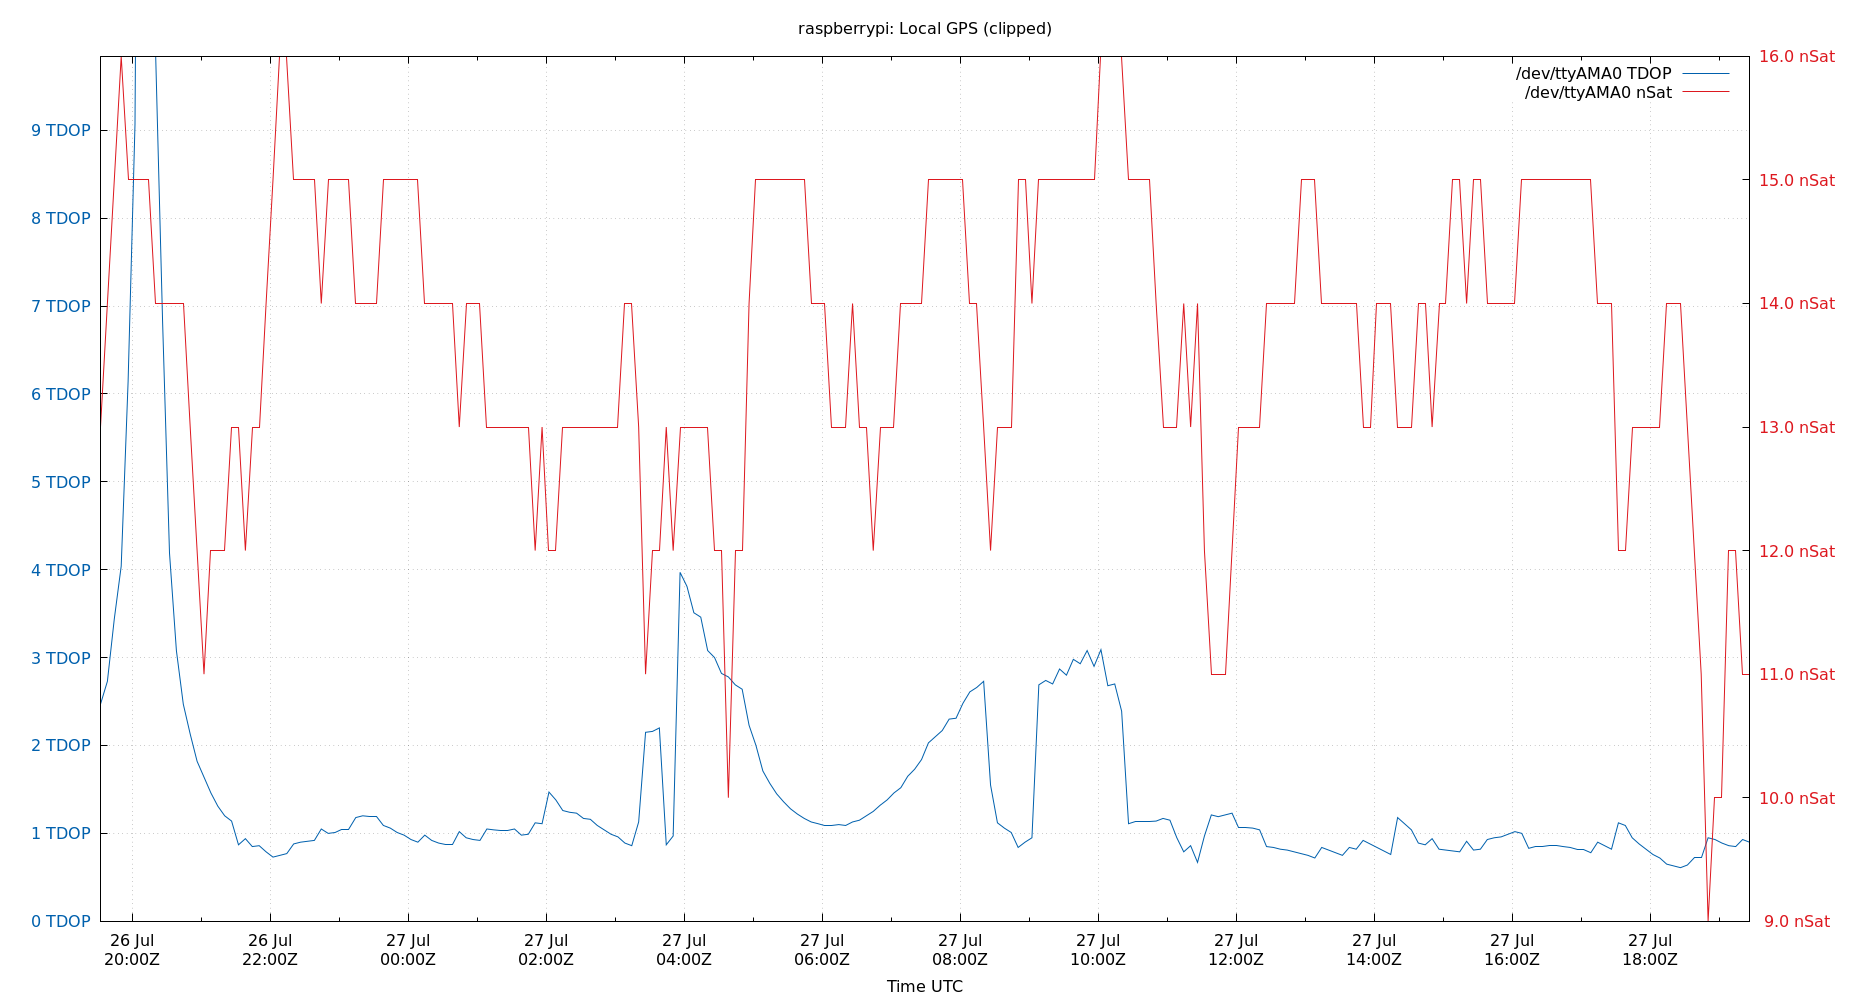 raspberrypi: Local GPS (clipped)
/dev/ttyAMA0 TDOP
/dev/ttyAMA0 nSat
9 TDOP
8 TDOP
7 TDOP
6 TDOP
5 TDOP
4 TDOP
3 TDOP
2 TDOP
1 TDOP
0 TDOP
16.0 nSat
15.0 nSat
14.0 nSat
13.0 nSat
12.0 nSat
11.0 nSat
10.0 nSat
9.0 nSat
26 Jul 26 Jul 27 Jul 27 Jul 27 Jul 27 Jul 27 Jul 27 Jul 27 Jul 27 Jul 27 Jul 27 Jul
20:00Z 22:00Z 00:00Z 02:00Z 04:00Z 06:00Z 08:00Z 10:00Z 12:00Z 14:00Z 16:00Z 18:00Z
Time UTC